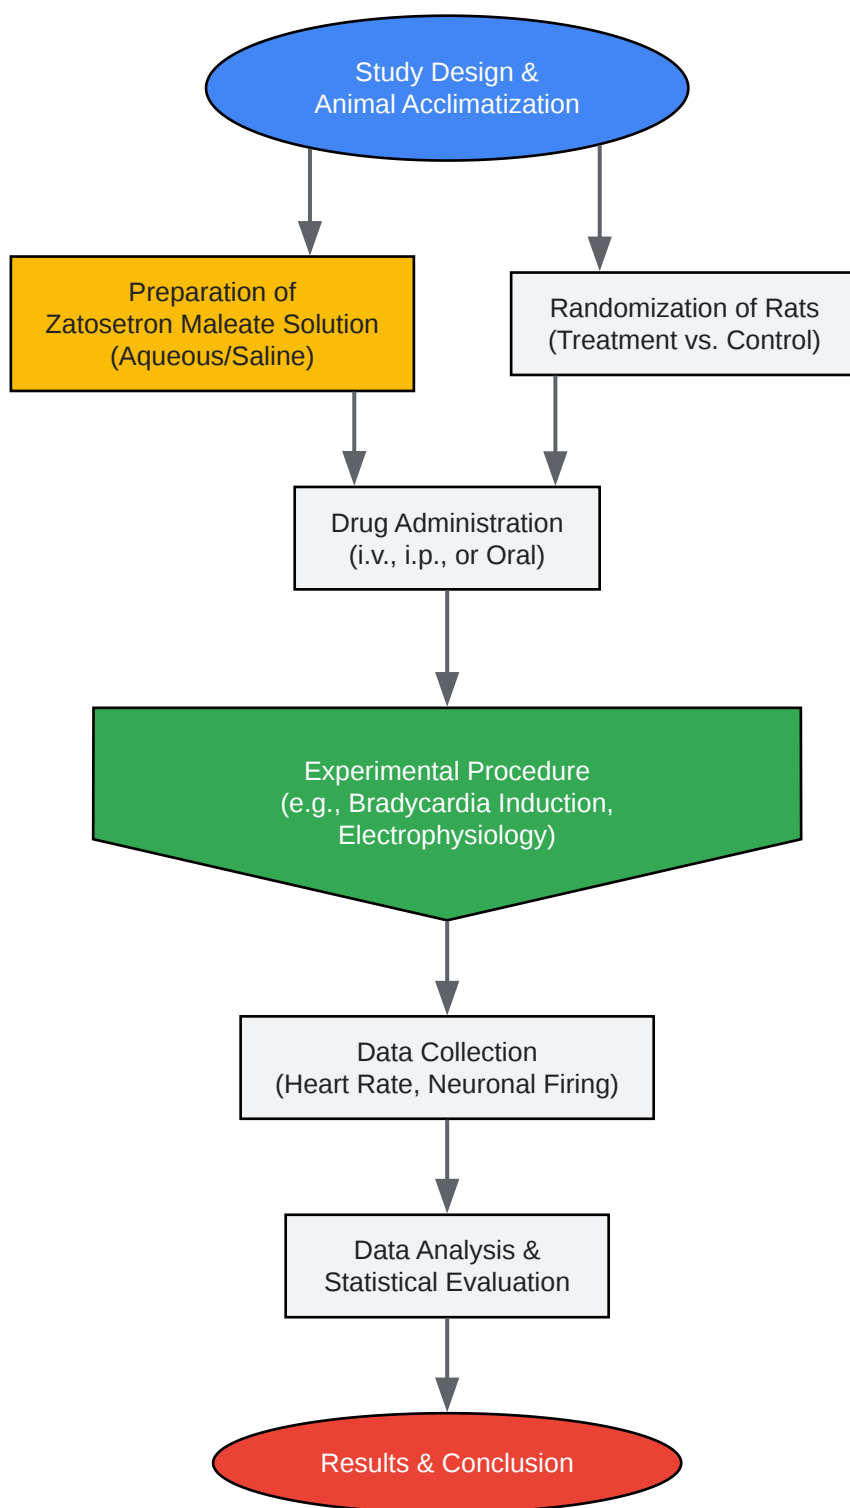 Study Design &
Animal Acclimatization
Preparation of
Zatosetron Maleate Solution
(Aqueous/Saline)
Randomization of Rats
(Treatment vs. Control)
Drug Administration
(i.v., i.p., or Oral)
Experimental Procedure
(e.g., Bradycardia Induction,
Electrophysiology)
Data Collection
(Heart Rate, Neuronal Firing)
Data Analysis &
Statistical Evaluation
Results & Conclusion